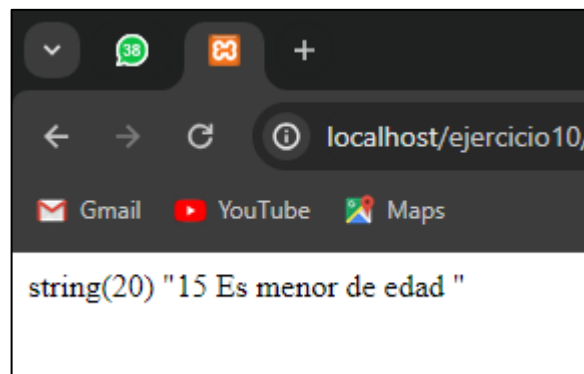 38
localhost/ejercicio10/
Gmail YouTube Maps
string(20) "15 Es menor de edad "